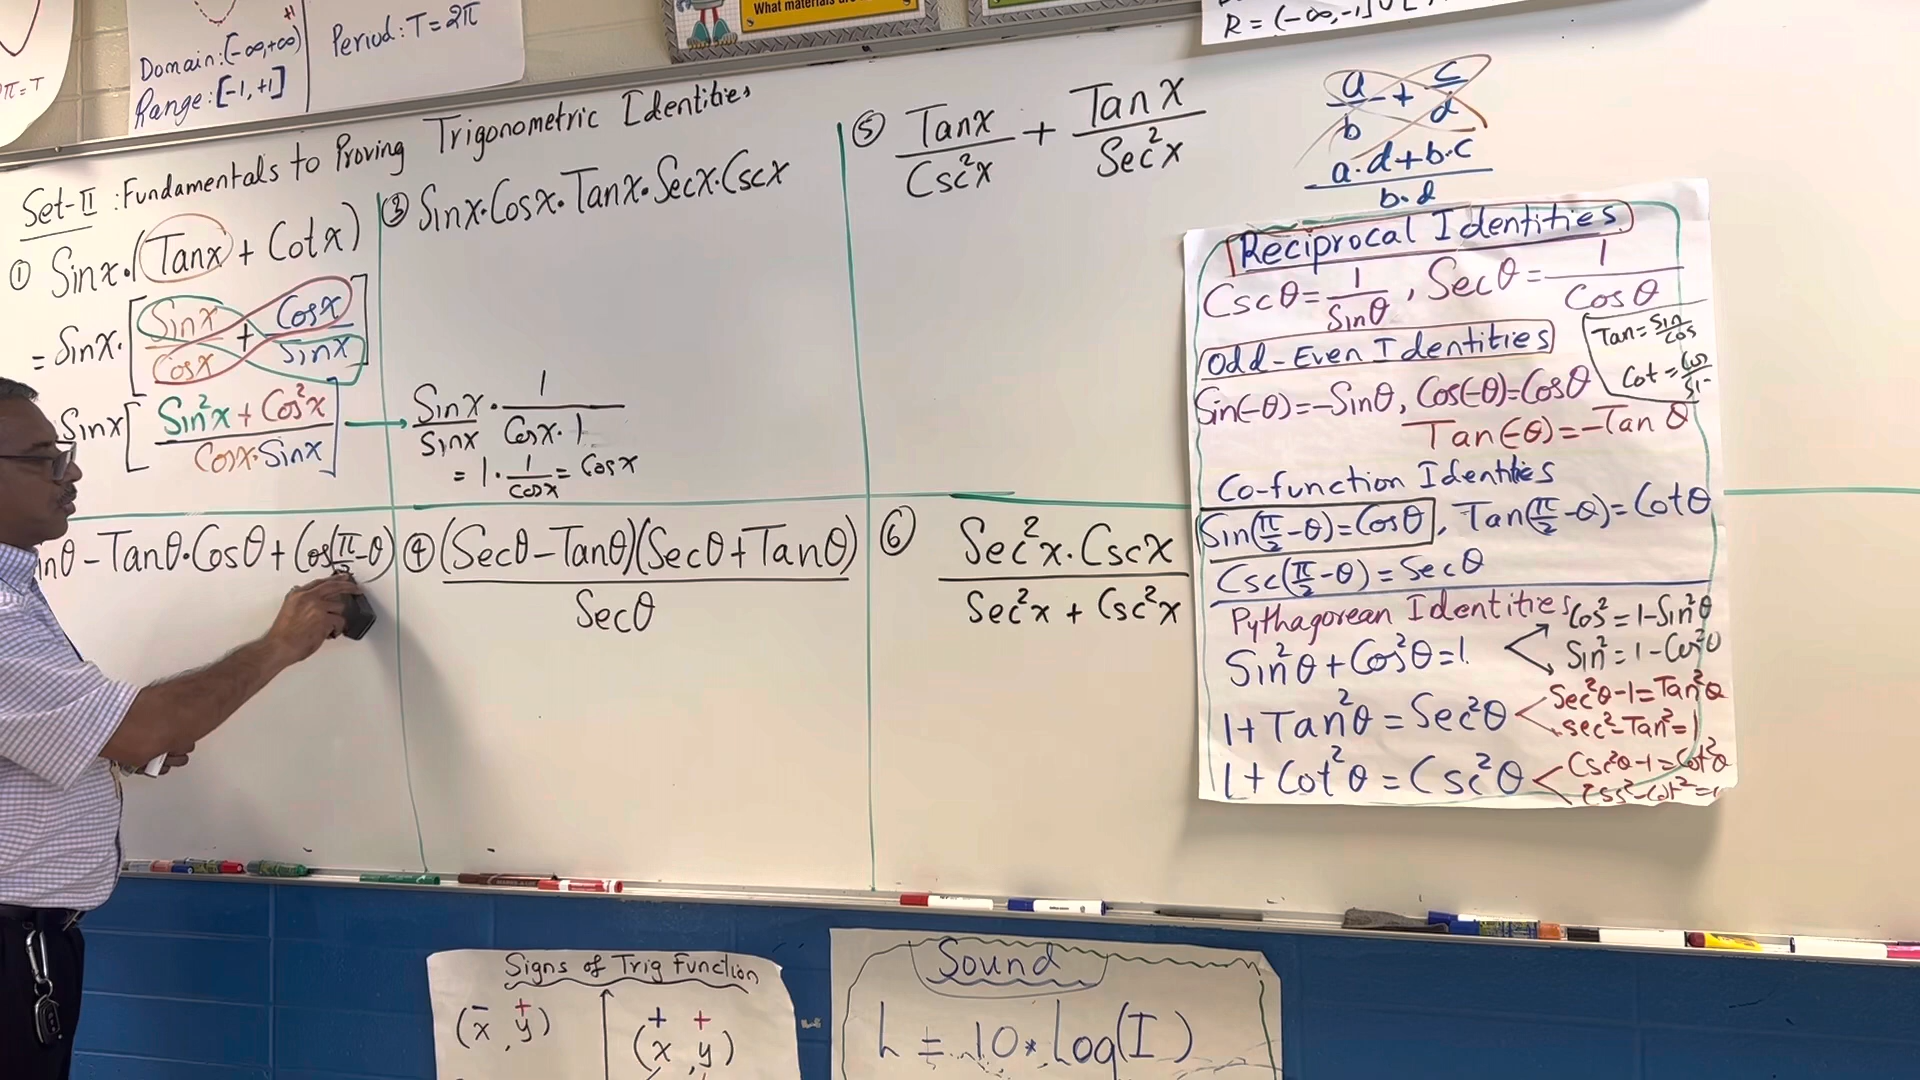 Domain: (-∞, +∞)
Range: [-1, +1]
Period: T = 2π
What materials
R = (-∞, -1] ∪
Set-II : Fundamentals to Proving Trigonometric Identities
① Sinx·(Tanx + Cotx)
= Sinx·[Sinx/Cosx + Cosx/Sinx]
Sinx[Sin²x + Cos²x / Cosx·Sinx] →
Sinx/Sinx · 1/Cosx·1
= 1 · 1/cosx = Cosx
nθ - Tanθ·Cosθ + Cos(π/2 - θ)
③ Sinx·Cosx·Tanx·Secx·Cscx
④ (Secθ - Tanθ)(Secθ + Tanθ)
Secθ
⑤ Tanx/Csc²x + Tanx/Sec²x
⑥ Sec²x·Cscx
Sec²x + Csc²x
a/b + c/d
a·d + b·c
b·d
Reciprocal Identities
Cscθ = 1/Sinθ, Secθ = 1/Cosθ
Tan = Sin/Cos
Odd-Even Identities
Sin(-θ) = -Sinθ, Cos(-θ) = Cosθ
Tan(-θ) = -Tanθ
Co-function Identities
Sin(π/2 - θ) = Cosθ, Tan(π/2 - θ) = Cotθ
Csc(π/2 - θ) = Secθ
Pythagorean Identities
Sin²θ + Cos²θ = 1
Cos² = 1 - Sin²θ
Sin² = 1 - Cos²θ
1 + Tan²θ = Sec²θ
Sec²θ - 1 = Tan²θ
sec² - Tan² = 1
1 + Cot²θ = Csc²θ
Csc²θ - 1 = Cot²θ
Signs of Trig Function
(x̄, y⁺)
+ +
(x, y)
Sound
L = 10 * Log(I)